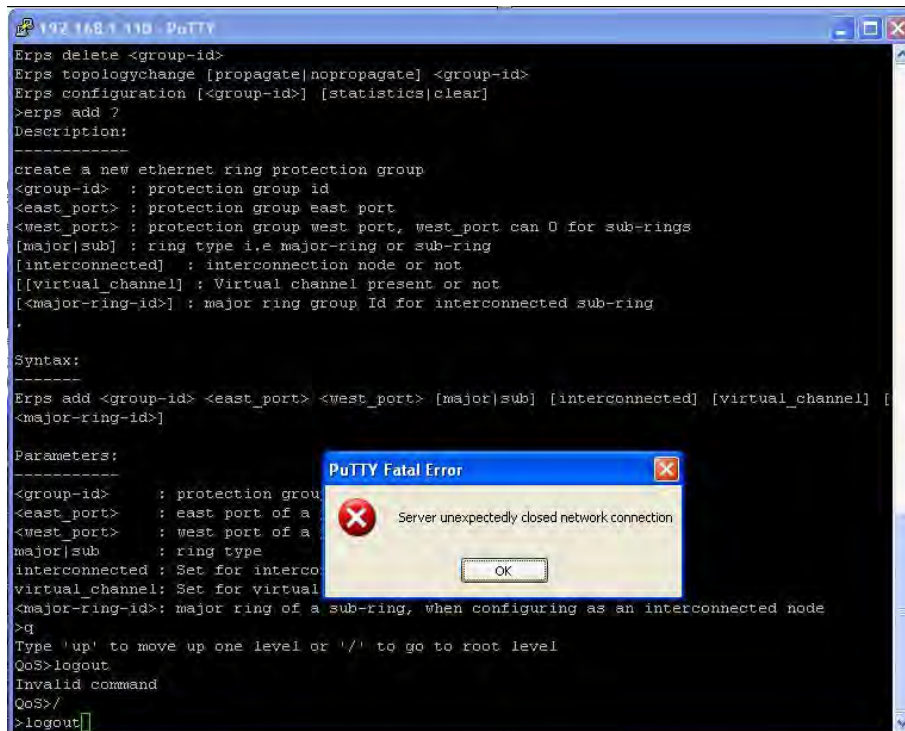 192.168.1.110 - PuTTY
Erps delete <group-id>
Erps topologychange [propagate|nopropagate] <group-id>
Erps configuration [<group-id>] [statistics|clear]
>erps add ?
Description:
------------
create a new ethernet ring protection group
<group-id>  : protection group id
<east_port> : protection group east port
<west_port> : protection group west port, west_port can 0 for sub-rings
[major|sub] : ring type i.e major-ring or sub-ring
[interconnected]  : interconnection node or not
[[virtual_channel] : Virtual channel present or not
[<major-ring-id>] : major ring group Id for interconnected sub-ring
.
Syntax:
-------
Erps add <group-id> <east_port> <west_port> [major|sub] [interconnected] [virtual_channel] [
<major-ring-id>]
Parameters:
-----------
<group-id>     : protection grou
<east_port>    : east port of a
<west_port>    : west port of a
major|sub      : ring type
interconnected : Set for interco
virtual_channel: Set for virtual
<major-ring-id>: major ring of a sub-ring, when configuring as an interconnected node
>q
Type 'up' to move up one level or '/' to go to root level
QoS>logout
Invalid command
QoS>/
>logout
PuTTY Fatal Error
Server unexpectedly closed network connection
OK